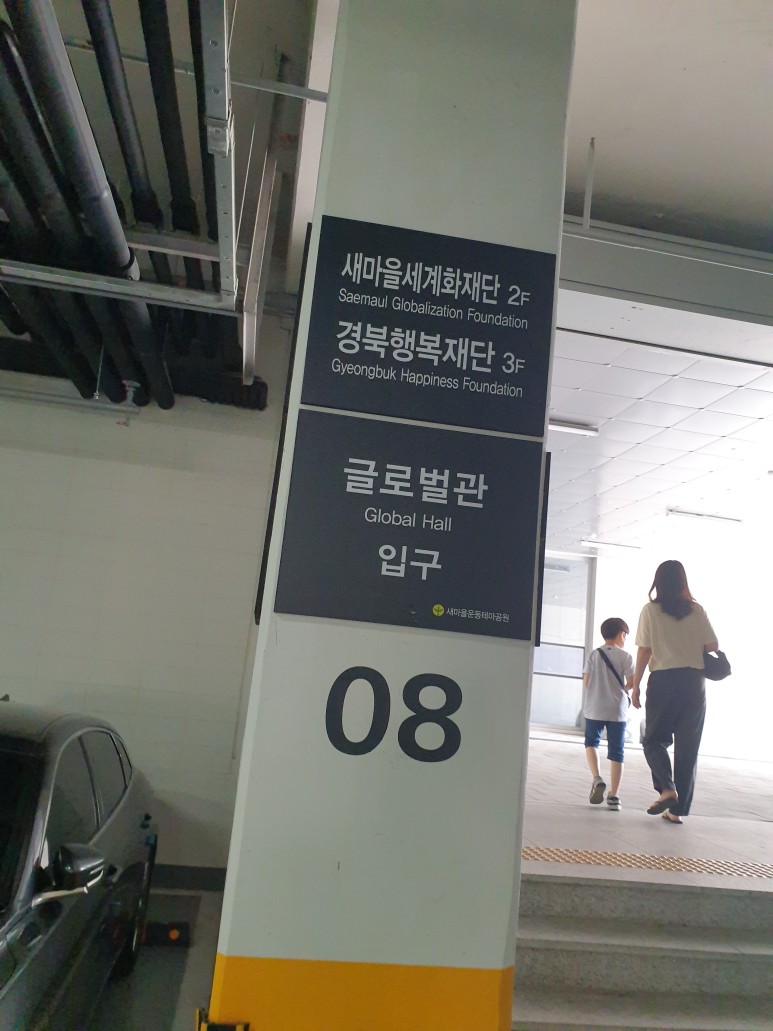 새마을세계화재단 2F
Saemaul Globalization Foundation
경북행복재단 3F
Gyeongbuk Happiness Foundation
글로벌관
Global Hall
입구
새마을운동테마공원
08